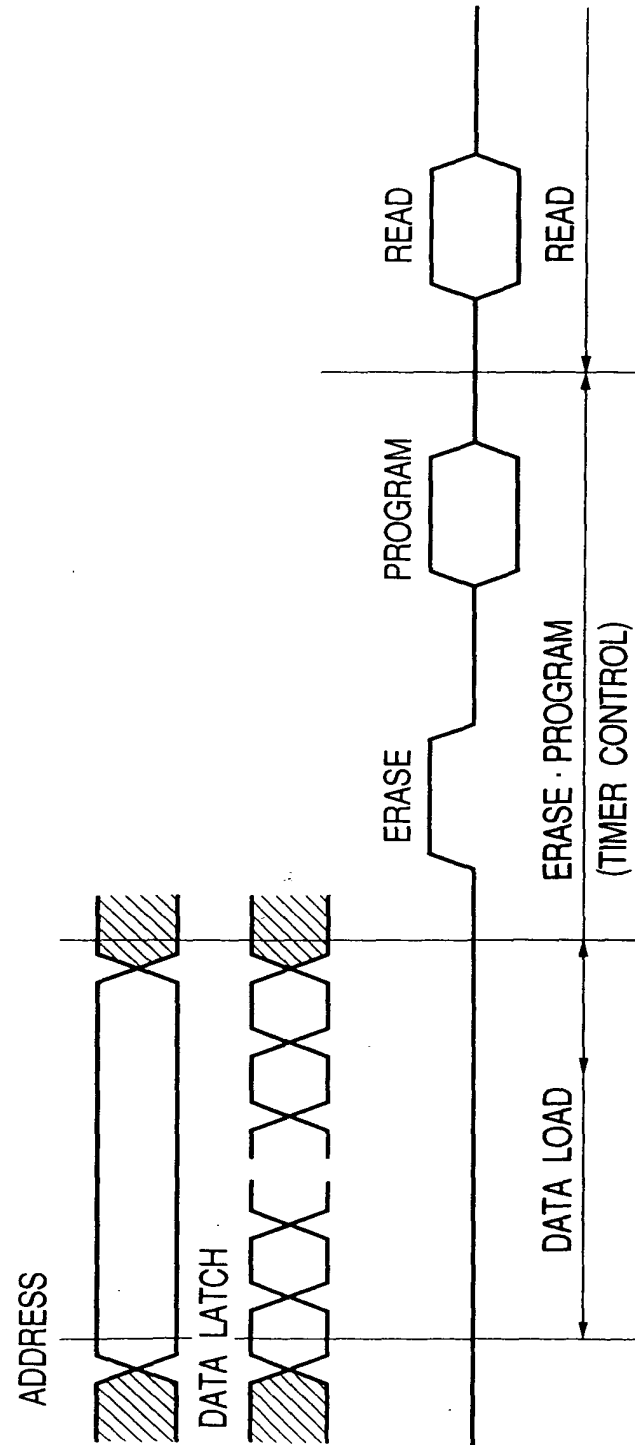 ADDRESS
DATA LATCH
ERASE
PROGRAM
READ
DATA LOAD
ERASE · PROGRAM
(TIMER CONTROL)
READ